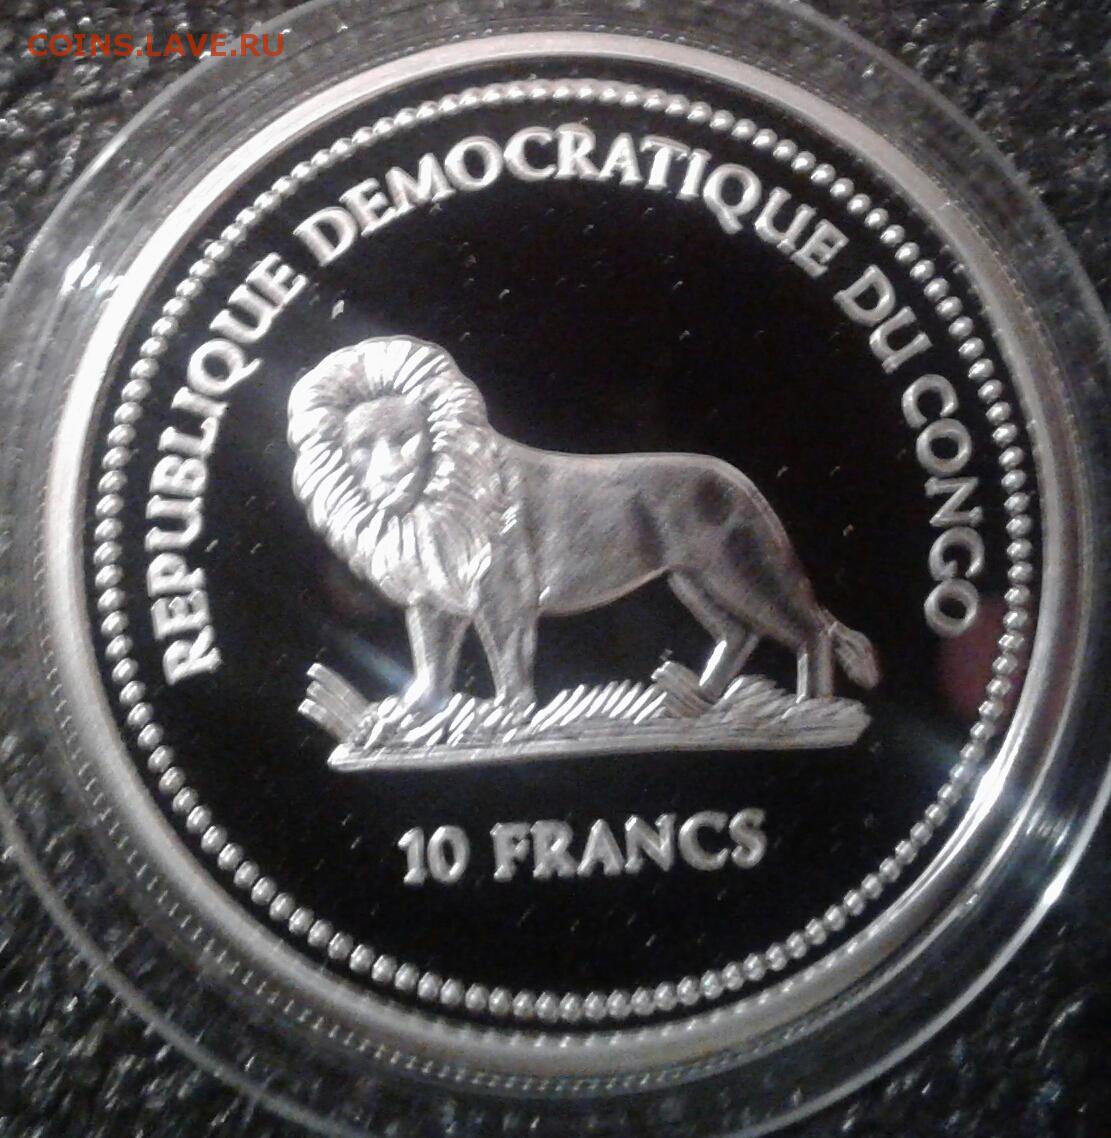 COINS.LAVE.RU
REPUBLIQUE DEMOCRATIQUE DU CONGO
10 FRANCS